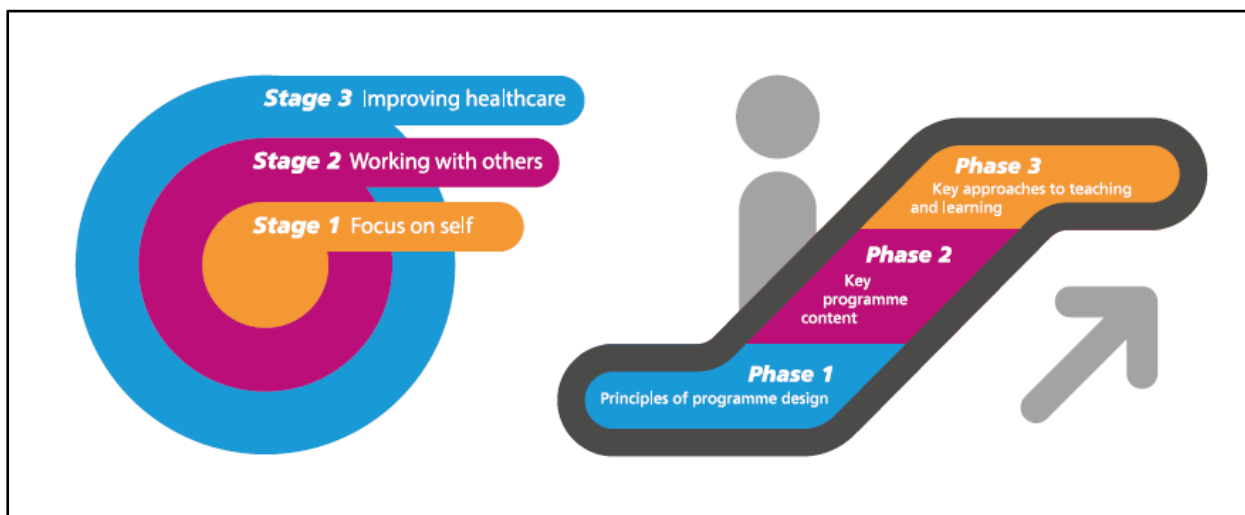 Stage 3 Improving healthcare
Stage 2 Working with others
Stage 1 Focus on self
Phase 3
Key approaches to teaching
and learning
Phase 2
Key
programme
content
Phase 1
Principles of programme design